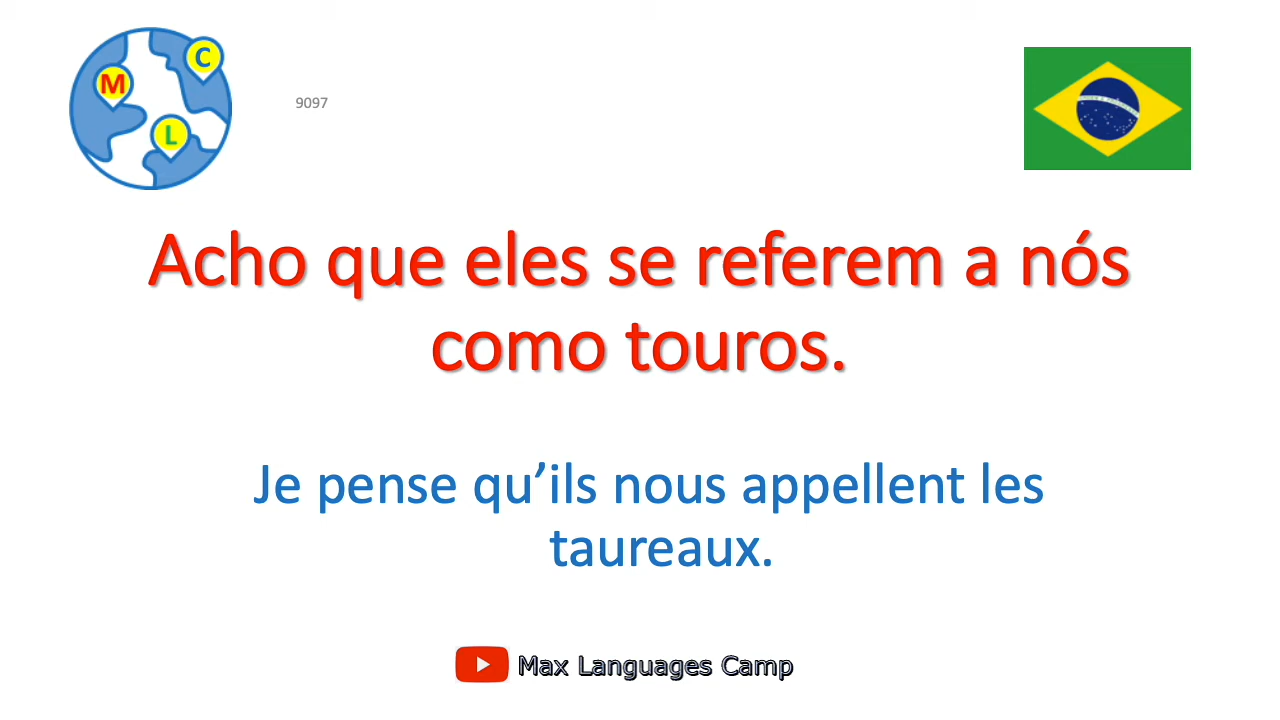 C
M
9097
L
Acho que eles se referem a nós
como touros.
Je pense qu’ils nous appellent les
taureaux.
Max Languages Camp